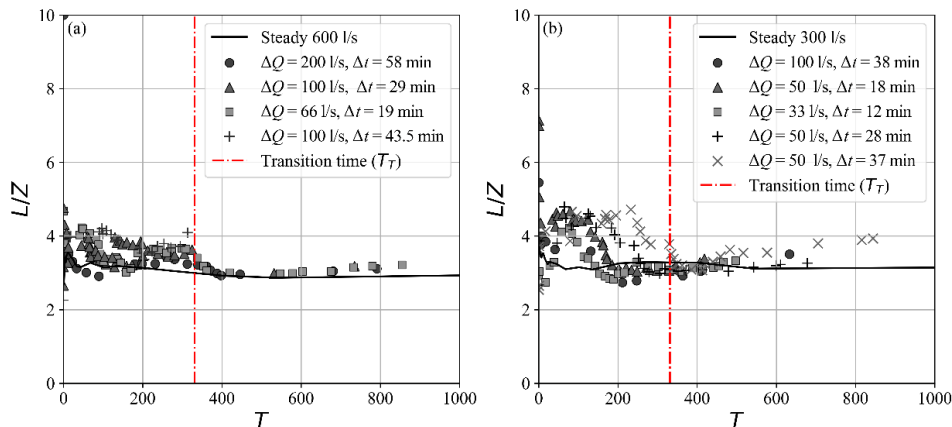 (a)
Steady 600 l/s
ΔQ = 200 l/s, Δt = 58 min
ΔQ = 100 l/s, Δt = 29 min
ΔQ = 66 l/s, Δt = 19 min
ΔQ = 100 l/s, Δt = 43.5 min
Transition time (T_T)
10
8
6
4
2
0
L/Z
0 200 400 600 800 1000
T
(b)
Steady 300 l/s
ΔQ = 100 l/s, Δt = 38 min
ΔQ = 50 l/s, Δt = 18 min
ΔQ = 33 l/s, Δt = 12 min
ΔQ = 50 l/s, Δt = 28 min
ΔQ = 50 l/s, Δt = 37 min
Transition time (T_T)
10
8
6
4
2
0
L/Z
0 200 400 600 800 1000
T